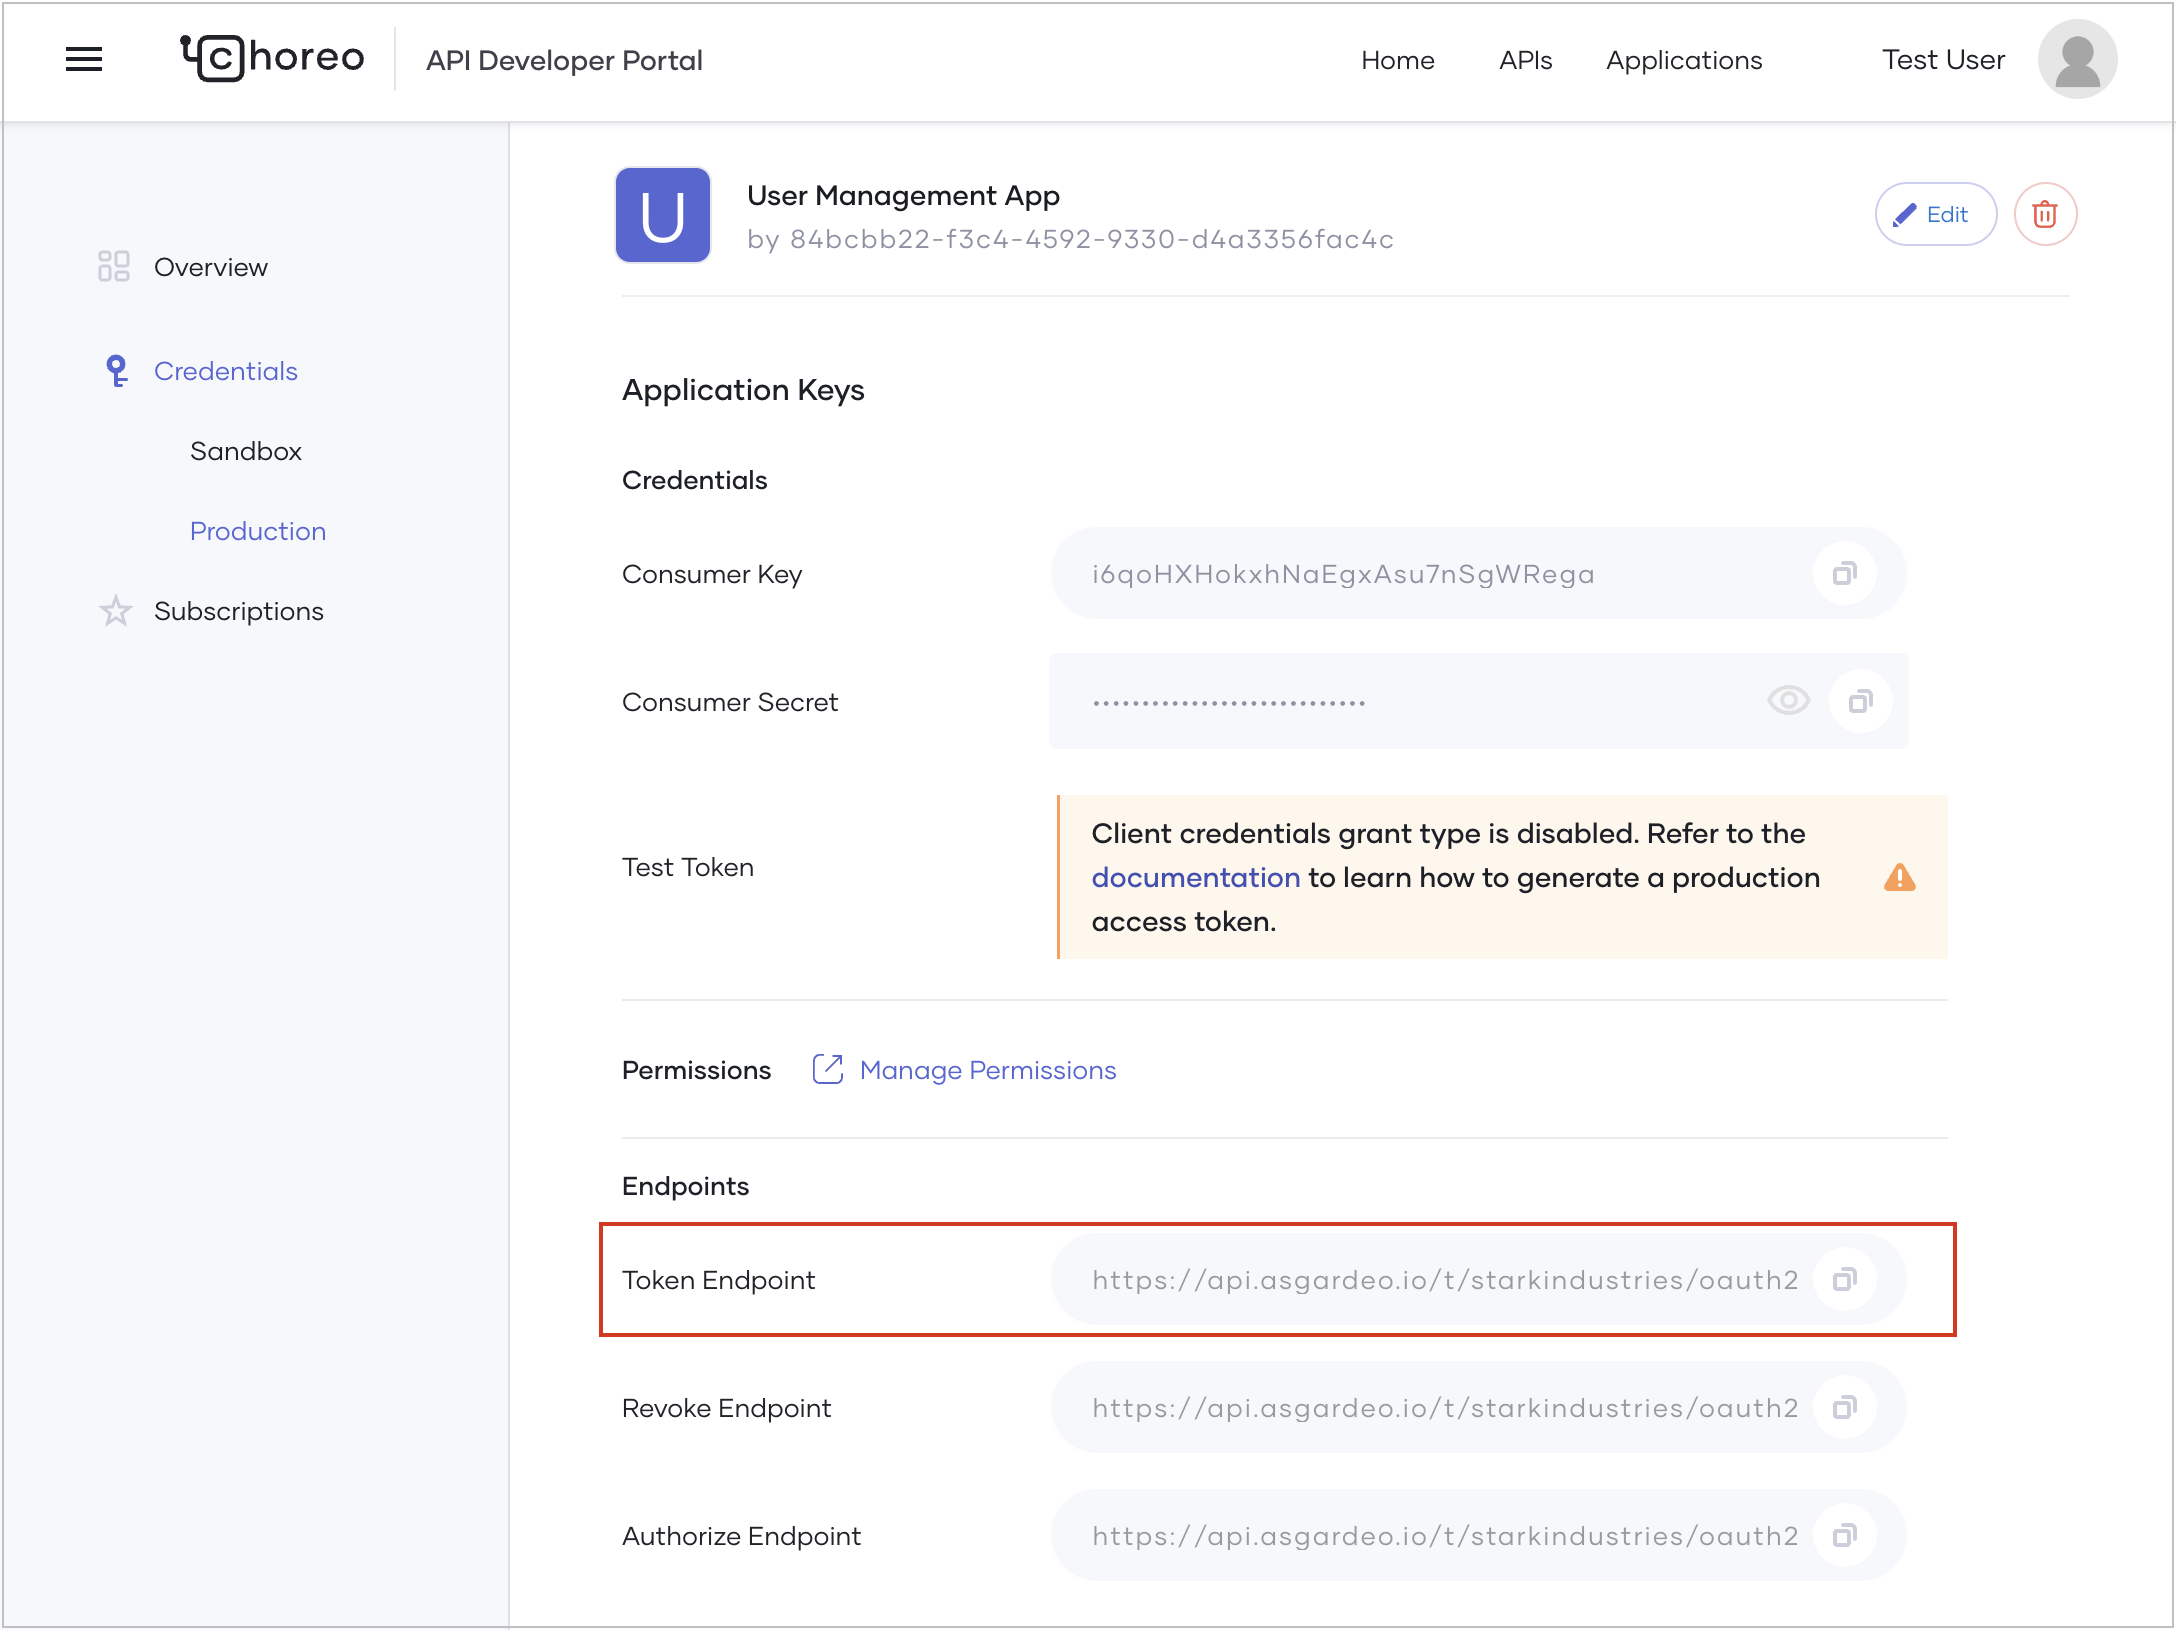 choreo API Developer Portal Home APIs Applications Test User
U User Management App
by 84bcbb22-f3c4-4592-9330-d4a3356fac4c
Edit
Overview
Credentials
Sandbox
Production
Subscriptions
Application Keys
Credentials
Consumer Key i6qoHXHokxhNaEgxAsu7nSgWRega
Consumer Secret ••••••••••••••••••••••••••••
Test Token
Client credentials grant type is disabled. Refer to the
documentation to learn how to generate a production
access token.
Permissions Manage Permissions
Endpoints
Token Endpoint https://api.asgardeo.io/t/starkindustries/oauth2
Revoke Endpoint https://api.asgardeo.io/t/starkindustries/oauth2
Authorize Endpoint https://api.asgardeo.io/t/starkindustries/oauth2